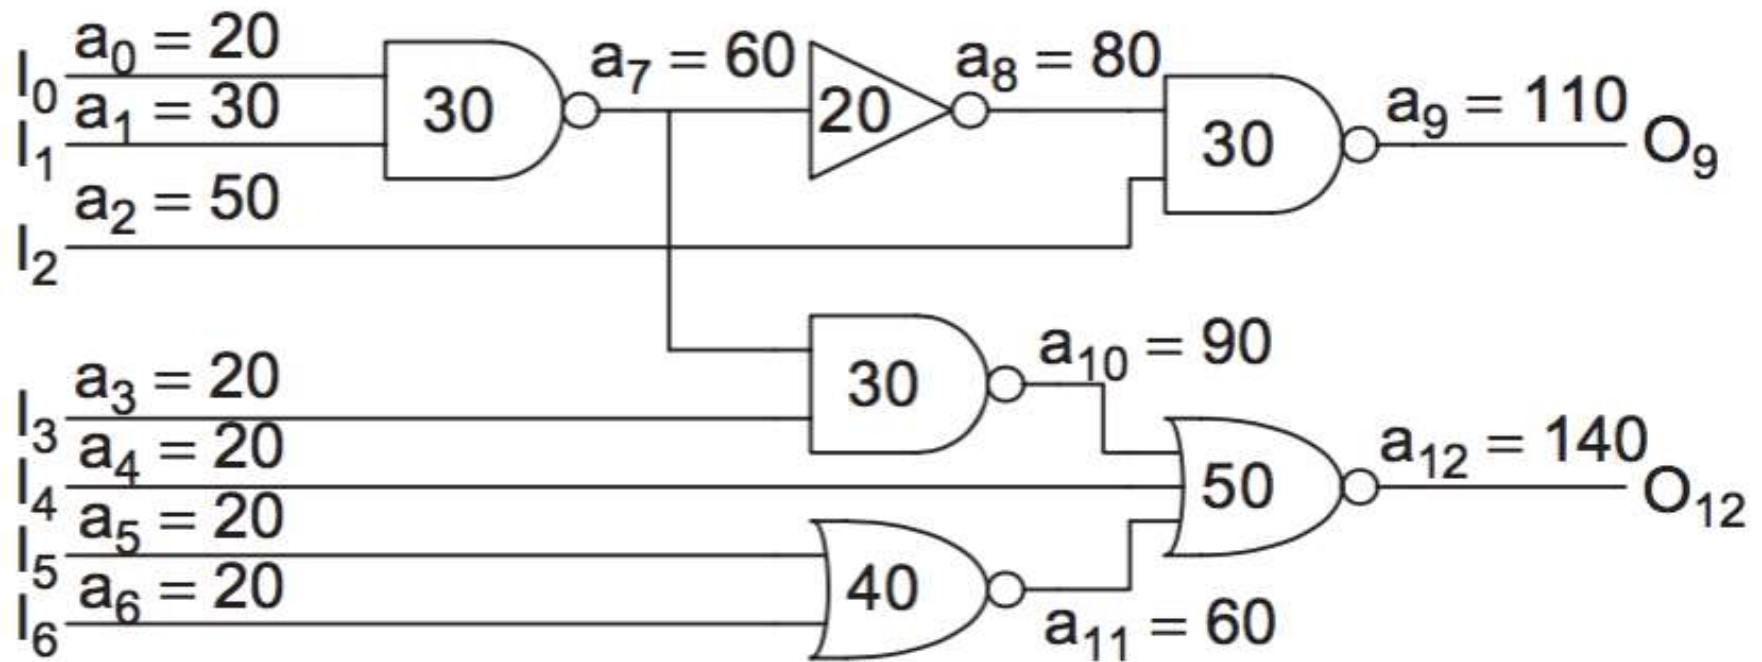 I₀ a₀ = 20
I₁ a₁ = 30
I₂ a₂ = 50
30
a₇ = 60
20
a₈ = 80
30
a₉ = 110
O₉
I₃ a₃ = 20
I₄ a₄ = 20
I₅ a₅ = 20
I₆ a₆ = 20
30
a₁₀ = 90
40
a₁₁ = 60
50
a₁₂ = 140
O₁₂